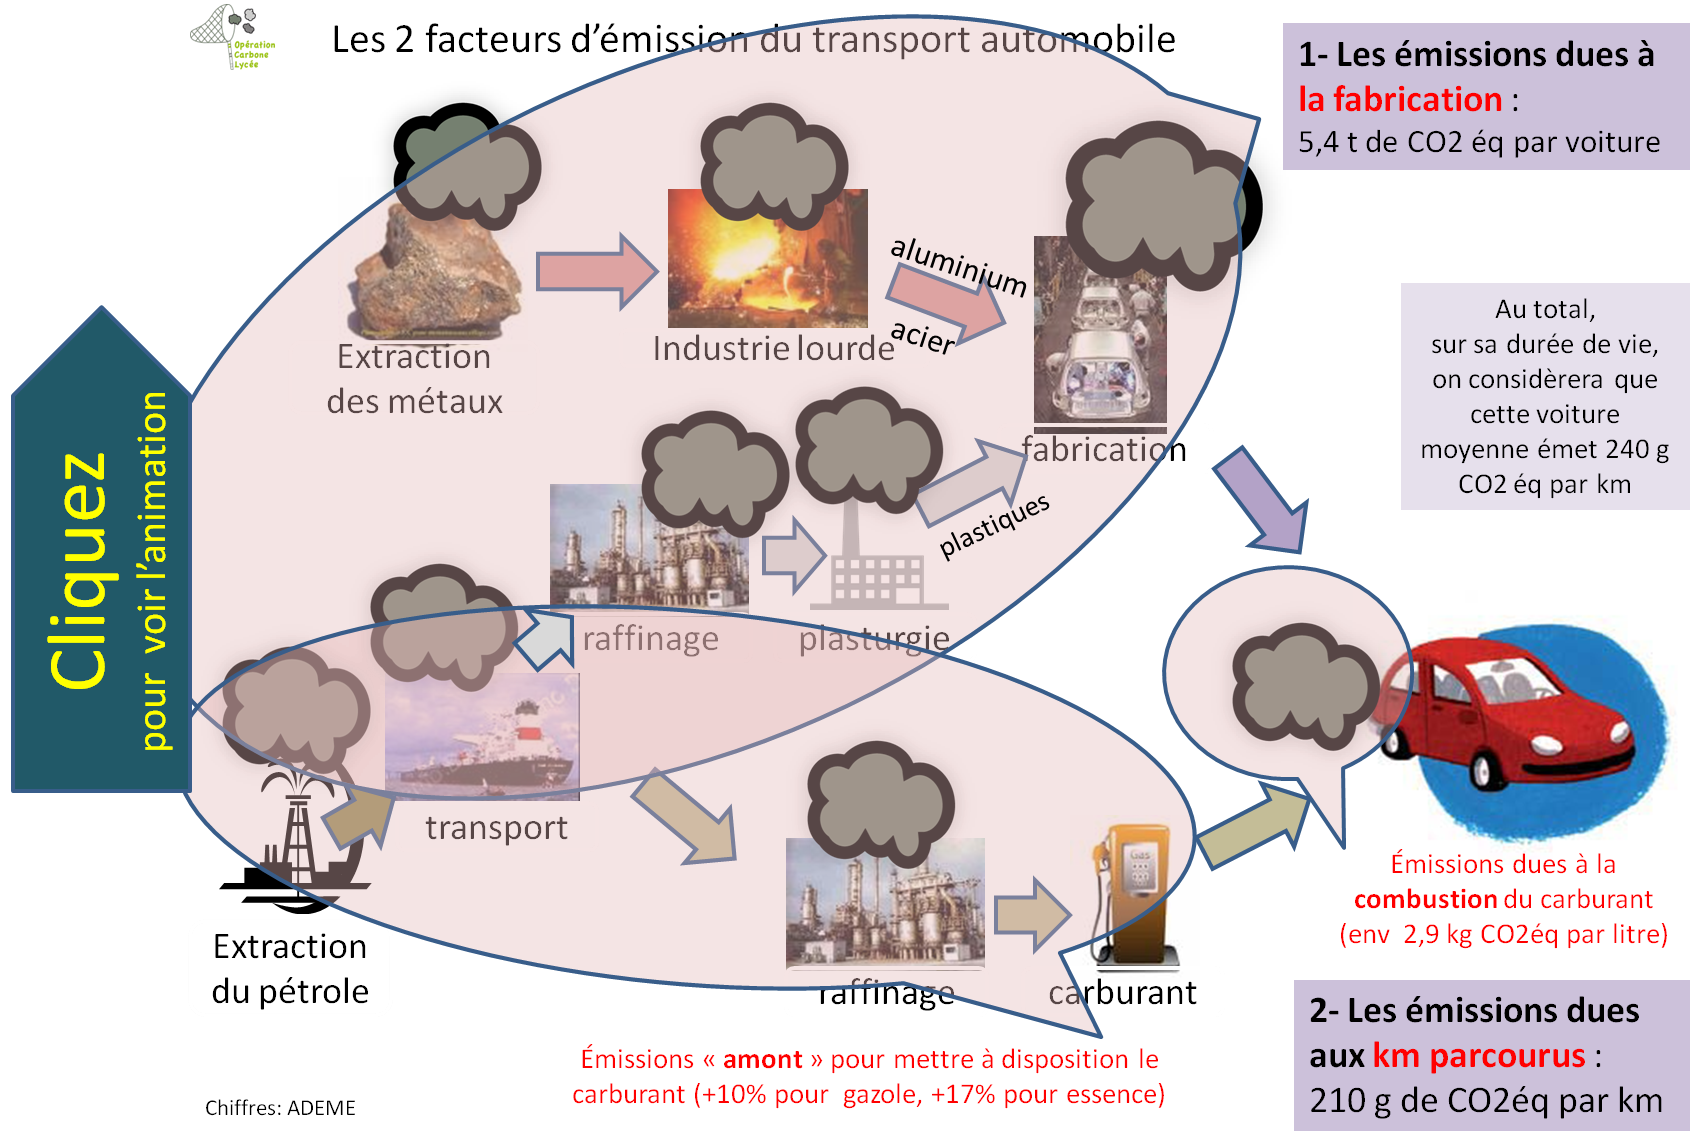 Opération
Carbone
Lycée
Les 2 facteurs d’émission du transport automobile
1- Les émissions dues à
la fabrication :
5,4 t de CO2 éq par voiture
aluminium
acier
Extraction
des métaux
Industrie lourde
fabrication
Au total,
sur sa durée de vie,
on considèrera que
cette voiture
moyenne émet 240 g
CO2 éq par km
Cliquez
pour voir l’animation
plastiques
raffinage
plasturgie
transport
Gas
Extraction
du pétrole
raffinage
carburant
Émissions dues à la
combustion du carburant
(env 2,9 kg CO2éq par litre)
2- Les émissions dues
aux km parcourus :
210 g de CO2éq par km
Émissions « amont » pour mettre à disposition le
carburant (+10% pour gazole, +17% pour essence)
Chiffres: ADEME